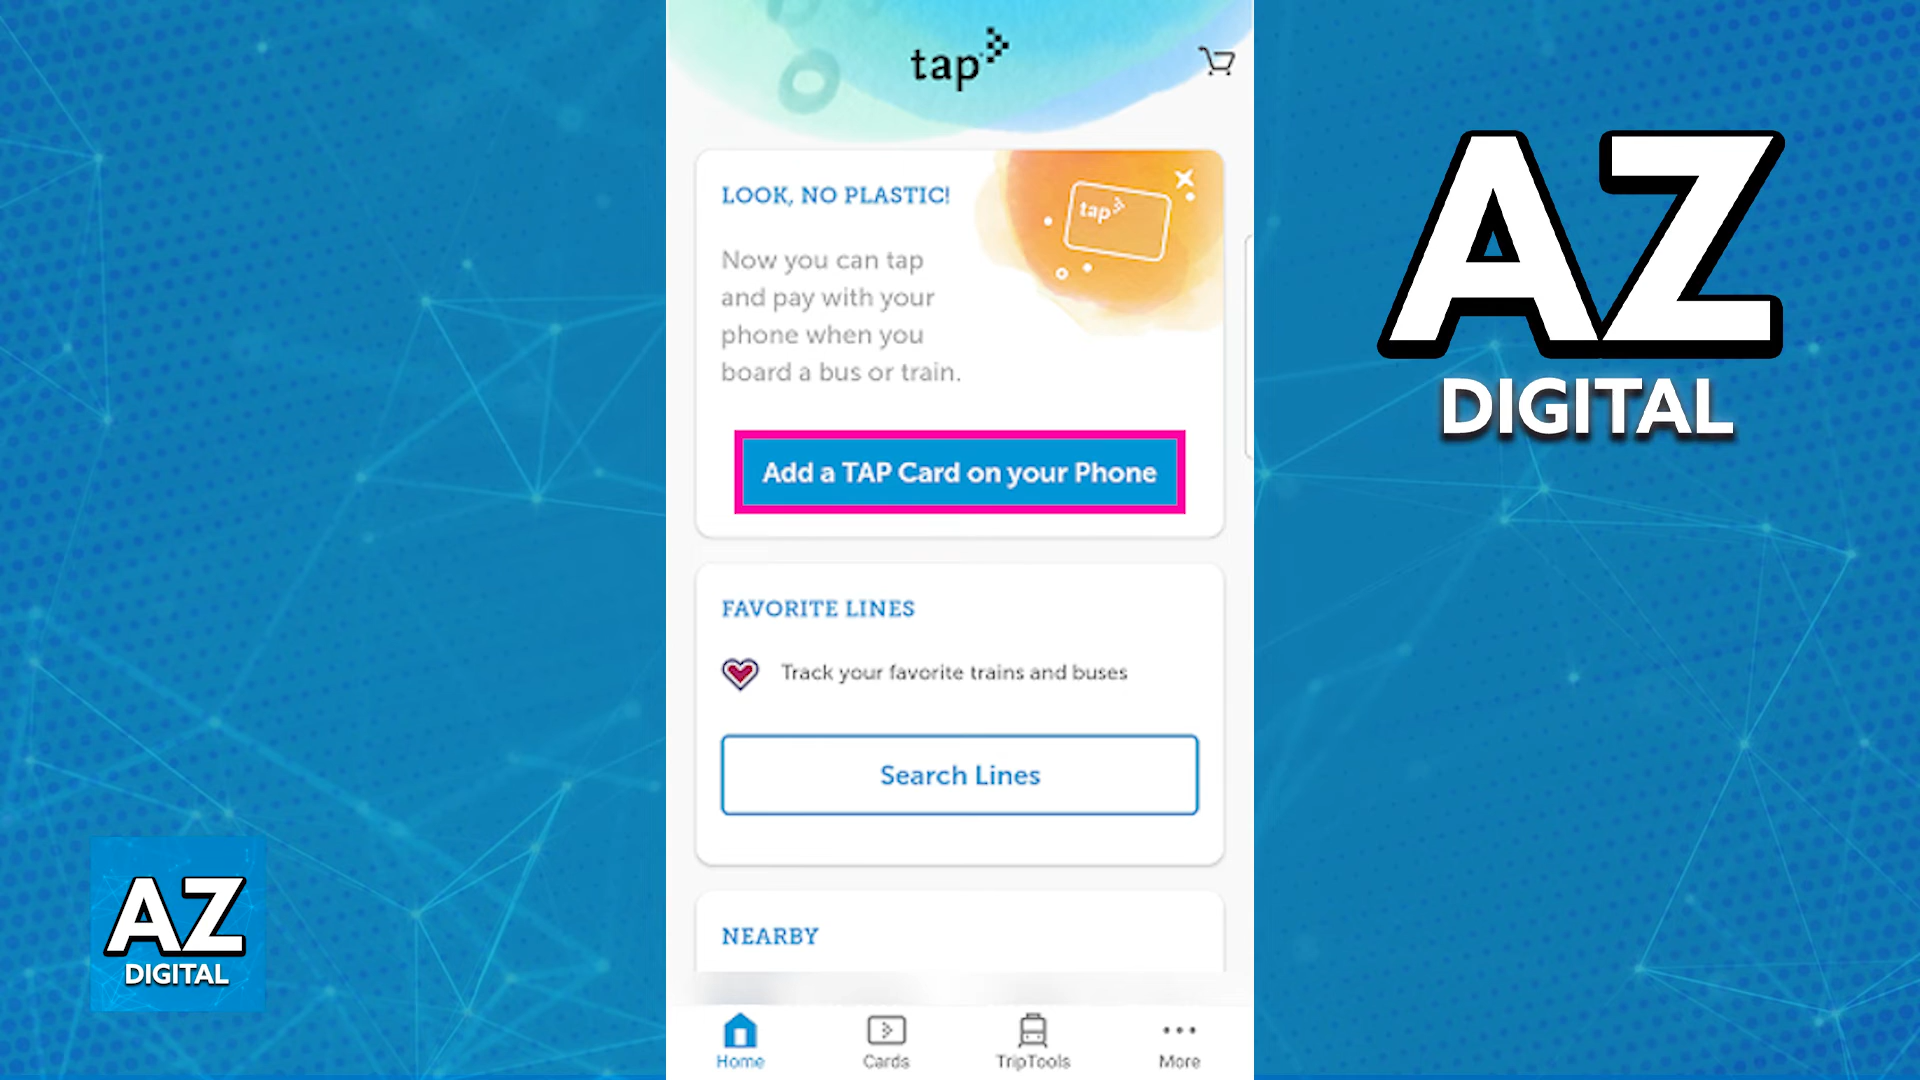 tap
LOOK, NO PLASTIC!
tap
Now you can tap
and pay with your
phone when you
board a bus or train.
Add a TAP Card on your Phone
FAVORITE LINES
Track your favorite trains and buses
Search Lines
NEARBY
Home
Cards
TripTools
More
AZ
DIGITAL
AZ
DIGITAL